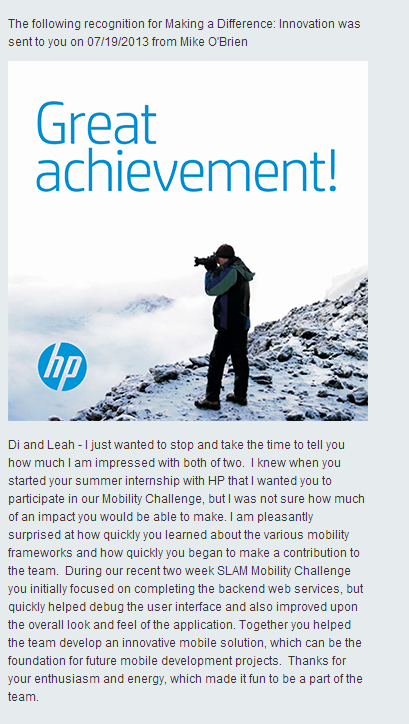 The following recognition for Making a Difference: Innovation was
sent to you on 07/19/2013 from Mike O'Brien
Great
achievement!
hp
Di and Leah - I just wanted to stop and take the time to tell you
how much I am impressed with both of two.  I knew when you
started your summer internship with HP that I wanted you to
participate in our Mobility Challenge, but I was not sure how much
of an impact you would be able to make. I am pleasantly
surprised at how quickly you learned about the various mobility
frameworks and how quickly you began to make a contribution to
the team.  During our recent two week SLAM Mobility Challenge
you initially focused on completing the backend web services, but
quickly helped debug the user interface and also improved upon
the overall look and feel of the application. Together you helped
the team develop an innovative mobile solution, which can be the
foundation for future mobile development projects.  Thanks for
your enthusiasm and energy, which made it fun to be a part of the
team.